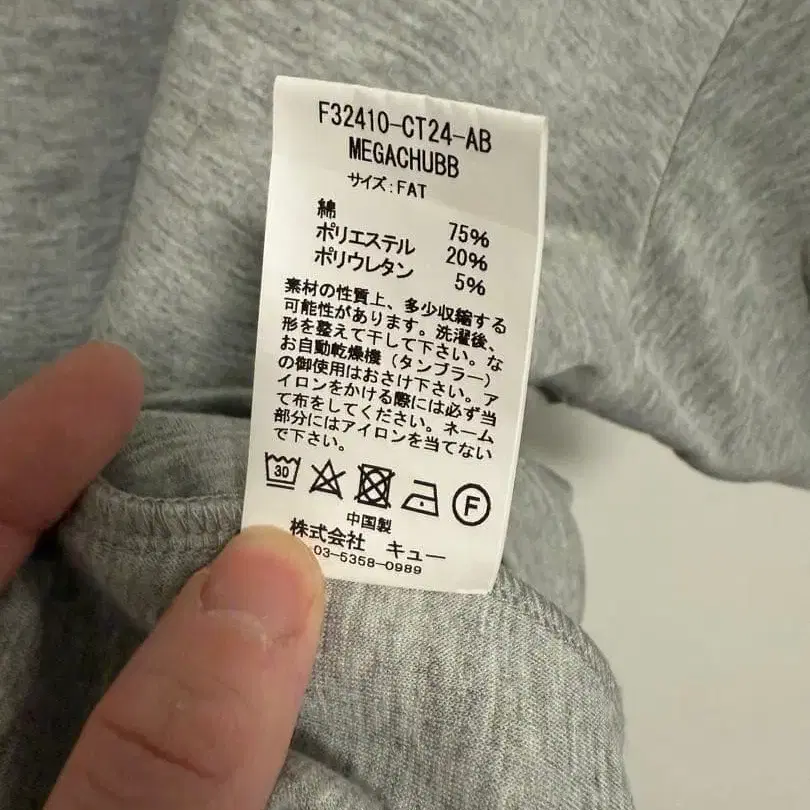 F32410-CT24-AB
MEGACHUBB
サイズ:FAT
綿 75%
ポリエステル 20%
ポリウレタン 5%
素材の性質上、多少収縮する
可能性があります。洗濯後、
形を整えて干して下さい。な
お自動乾燥機(タンブラー)
の御使用はおさけ下さい。ア
イロンをかける際には必ず当
て布をしてください。ネーム
部分にはアイロンを当てない
で下さい。
30 F
中国製
株式会社 キュー
03-5358-0989